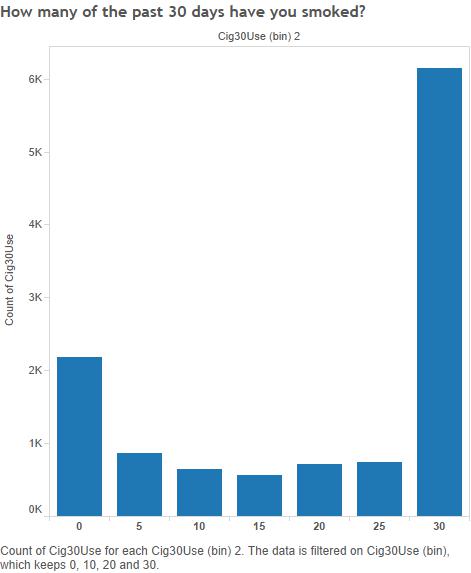 How many of the past 30 days have you smoked?
Cig30Use (bin) 2
6K
5K
4K
3K
2K
1K
0K
Count of Cig30Use
0 5 10 15 20 25 30
Count of Cig30Use for each Cig30Use (bin) 2. The data is filtered on Cig30Use (bin),
which keeps 0, 10, 20 and 30.